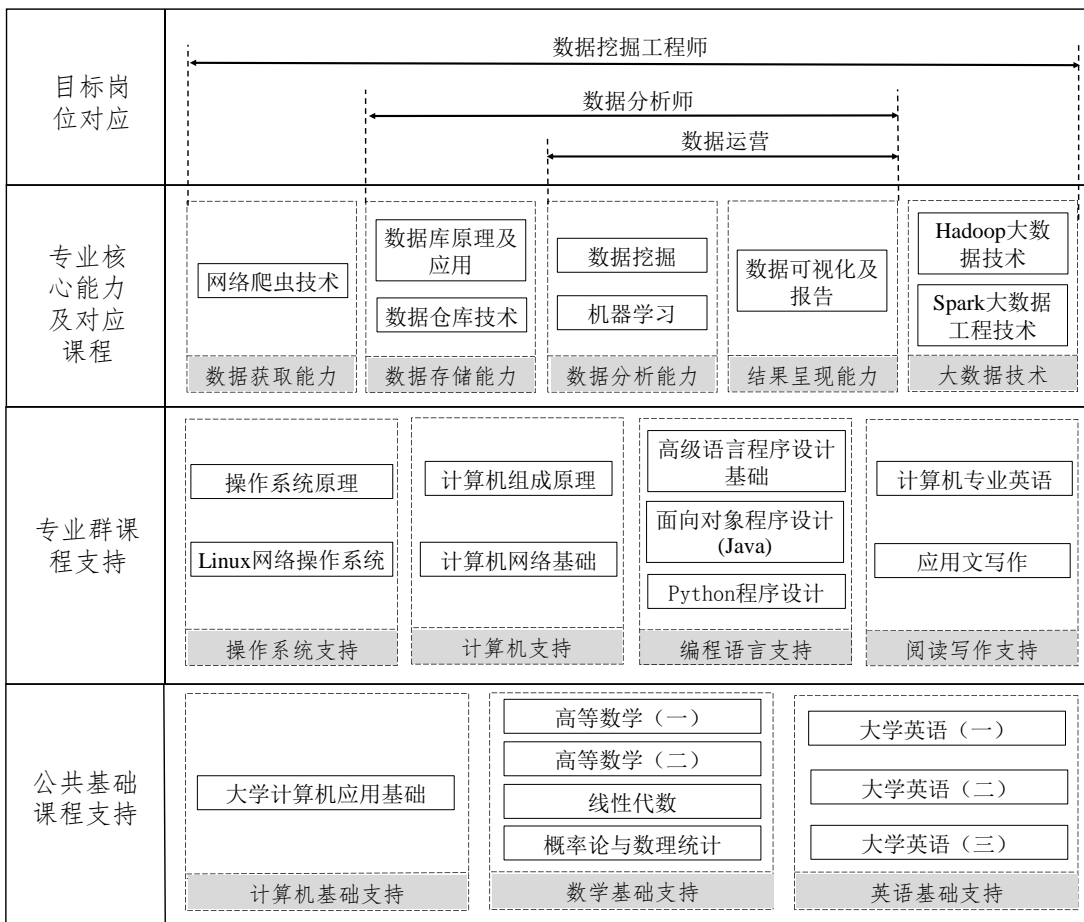 数据挖掘工程师
目标岗
位对应
数据分析师
数据运营
专业核
心能力
及对应
课程
网络爬虫技术
数据获取能力
数据库原理及
应用
数据仓库技术
数据存储能力
数据挖掘
机器学习
数据分析能力
数据可视化及
报告
结果呈现能力
Hadoop大数
据技术
Spark大数据
工程技术
大数据技术
专业群课
程支持
操作系统原理
Linux网络操作系统
操作系统支持
计算机组成原理
计算机网络基础
计算机支持
高级语言程序设计
基础
面向对象程序设计
(Java)
Python程序设计
编程语言支持
计算机专业英语
应用文写作
阅读写作支持
公共基础
课程支持
大学计算机应用基础
计算机基础支持
高等数学（一）
高等数学（二）
线性代数
概率论与数理统计
数学基础支持
大学英语（一）
大学英语（二）
大学英语（三）
英语基础支持